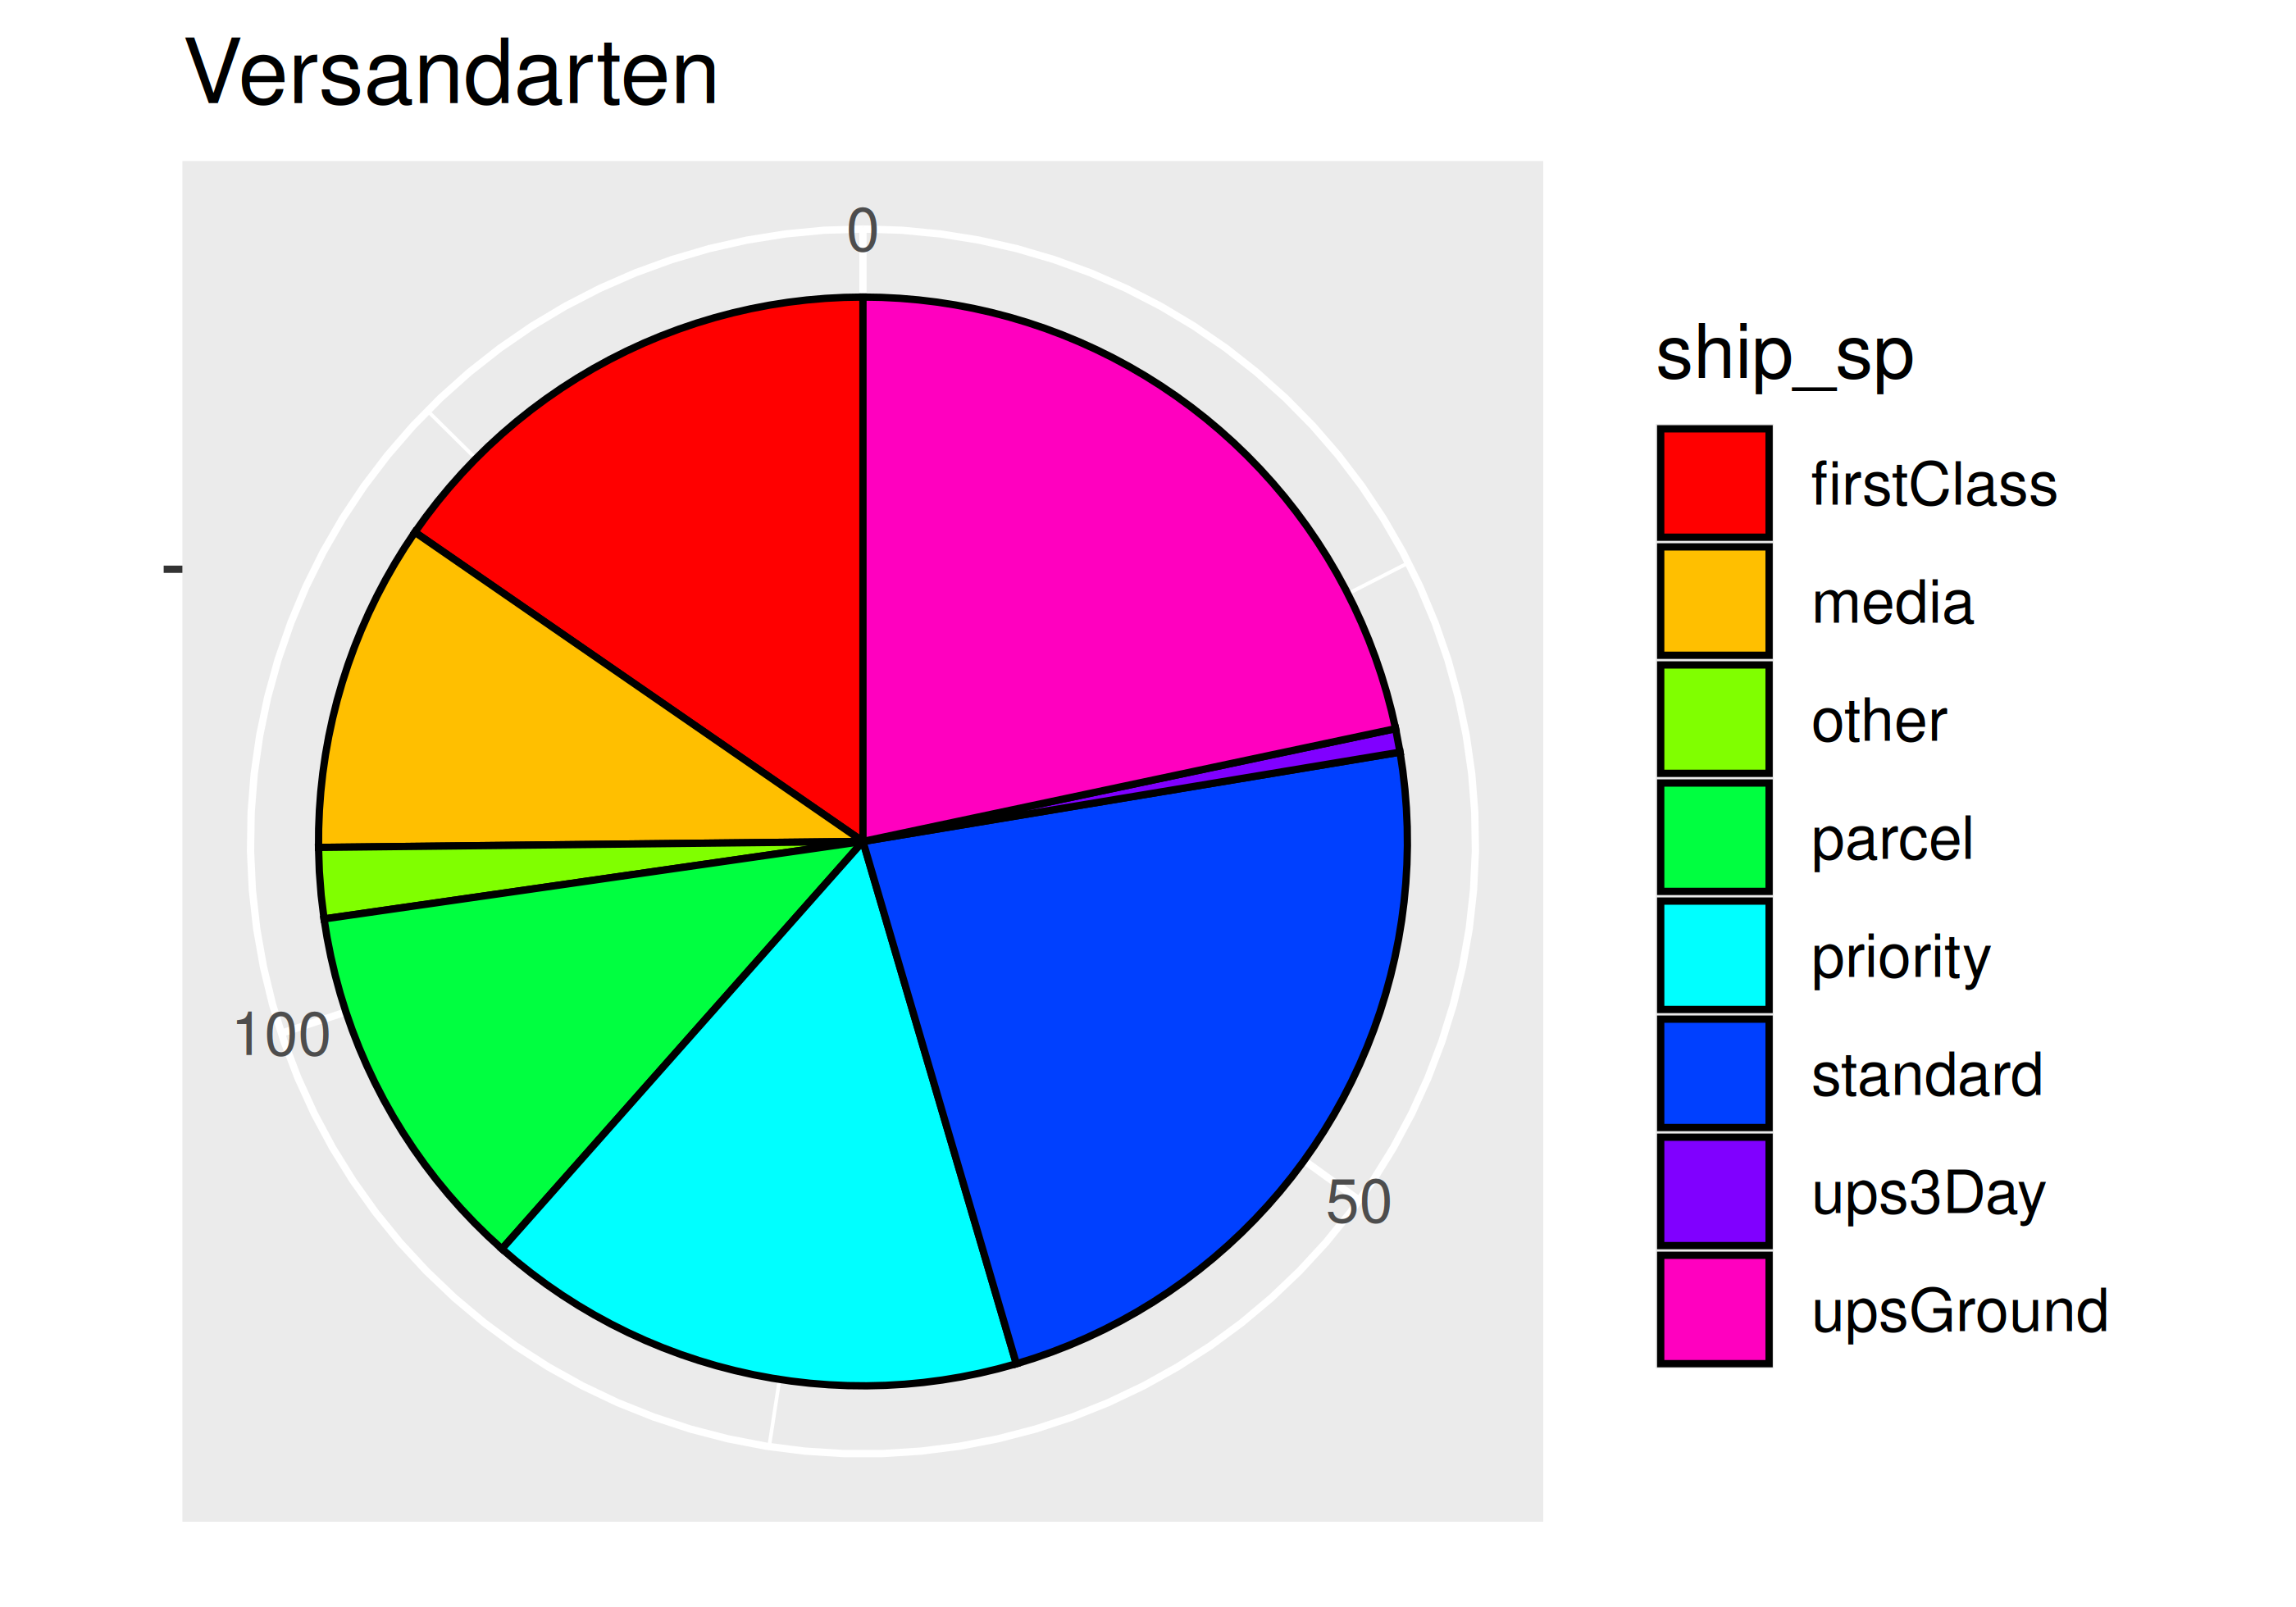 Versandarten
0
50
100
ship_sp
firstClass
media
other
parcel
priority
standard
ups3Day
upsGround